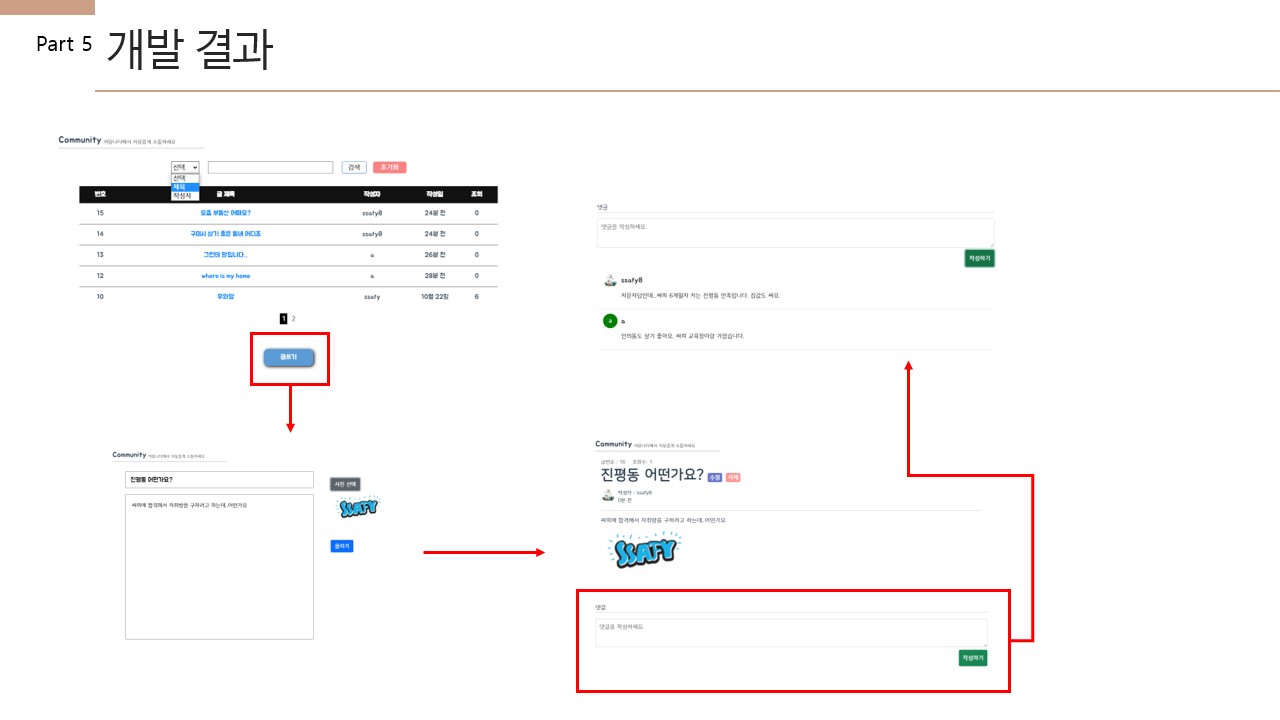 Part 5 개발 결과
Community 커뮤니티에서 자유롭게 소통하세요
선택 검색 초기화
선택
제목
작성자
번호 글 제목 작성자 작성일 조회
15 요즘 부동산 어때요? ssafy8 24분 전 0
14 구미시 살기 좋은 동네 어디죠 ssafy8 24분 전 0
13 그런데 말입니다... a 26분 전 0
12 where is my home a 28분 전 0
10 우와앙 ssafy 10월 22일 6
1 2
글쓰기
Community 커뮤니티에서 자유롭게 소통하세요
진평동 어떤가요?
사진 선택
싸피에 합격해서 자취방을 구하려고 하는데..어떤가요
SSAFY
올리기
Community 커뮤니티에서 자유롭게 소통하세요
글번호 : 16 조회수: 1
진평동 어떤가요? 수정 삭제
작성자 : ssafy8
0분 전
싸피에 합격해서 자취방을 구하려고 하는데..어떤가요
SSAFY
댓글
댓글을 작성하세요.
작성하기
댓글
댓글을 작성하세요.
작성하기
ssafy8
자문자답인데...싸피 6개월차 저는 진평동 만족입니다. 집값도 싸요.
a a
인의동도 살기 좋아요. 싸피 교육장이랑 가깝습니다.